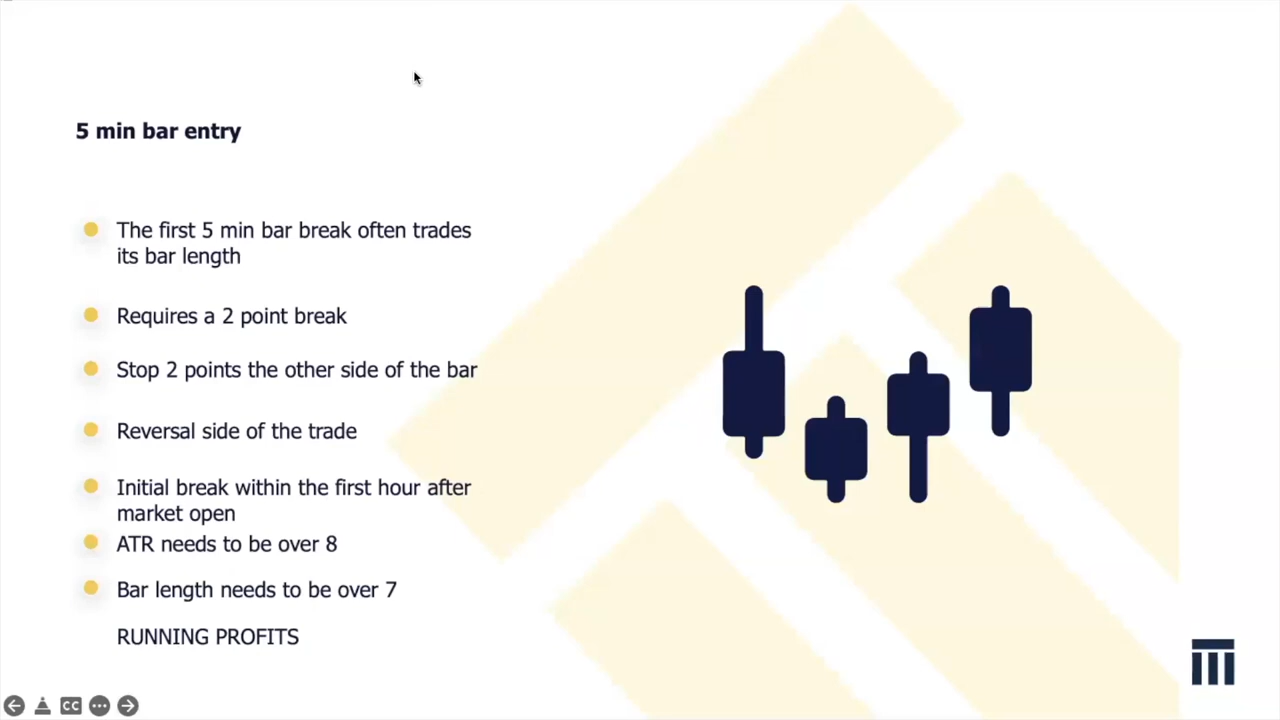 5 min bar entry
The first 5 min bar break often trades
its bar length
Requires a 2 point break
Stop 2 points the other side of the bar
Reversal side of the trade
Initial break within the first hour after
market open
ATR needs to be over 8
Bar length needs to be over 7
RUNNING PROFITS
CC